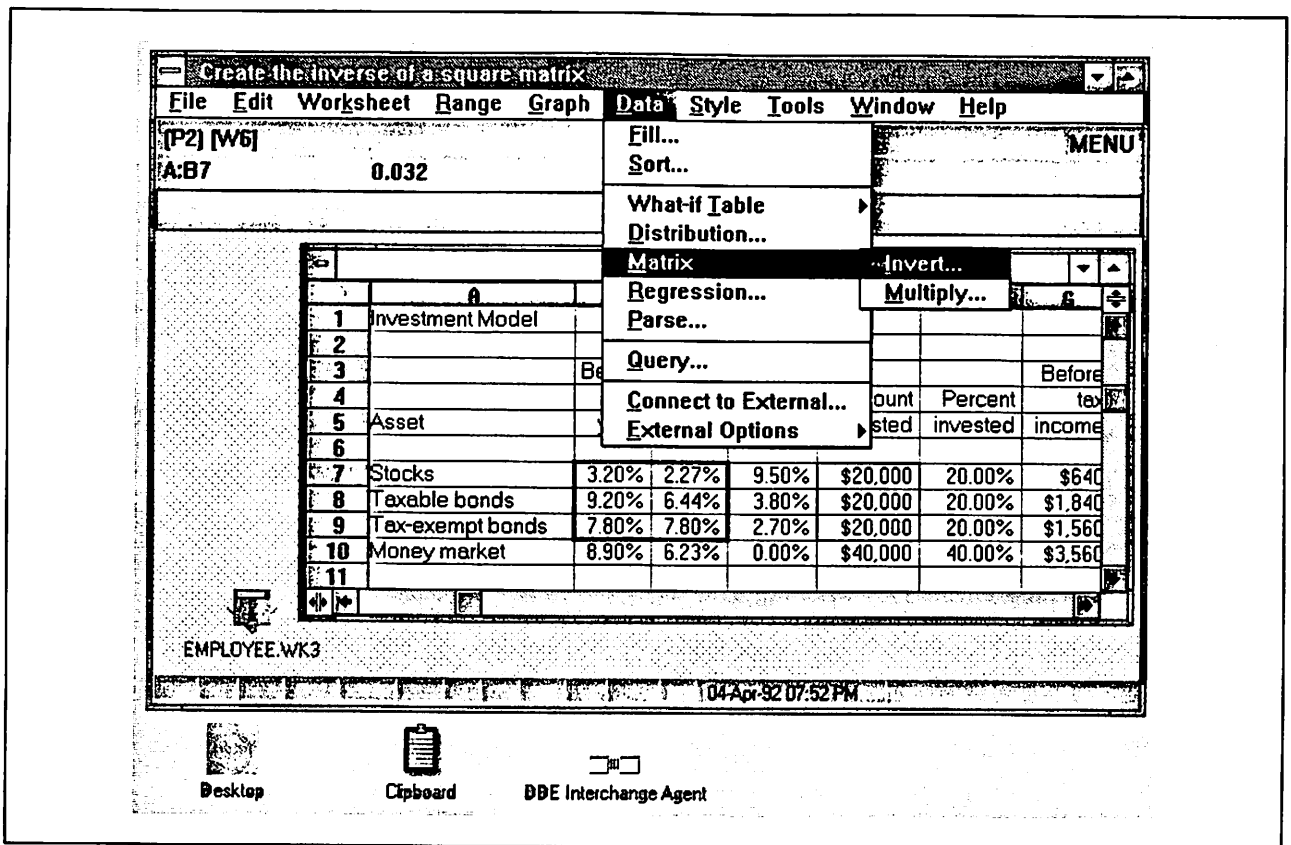 Create the inverse of a square matrix
File Edit Worksheet Range Graph Data Style Tools Window Help
[P2] [W6] MENU
A:B7 0.032
Fill...
Sort...
What-if Table
Distribution...
Matrix
Regression...
Parse...
Query...
Connect to External...
External Options
Invert...
Multiply...
A G
1 Investment Model
2
3 Be Before
4 ount Percent tax
5 Asset sted invested income
6
7 Stocks 3.20% 2.27% 9.50% $20,000 20.00% $640
8 Taxable bonds 9.20% 6.44% 3.80% $20,000 20.00% $1,840
9 Tax-exempt bonds 7.80% 7.80% 2.70% $20,000 20.00% $1,560
10 Money market 8.90% 6.23% 0.00% $40,000 40.00% $3,560
11
EMPLOYEE.WK3
04-Apr-92 07:52 PM
Desktop Clipboard DDE Interchange Agent